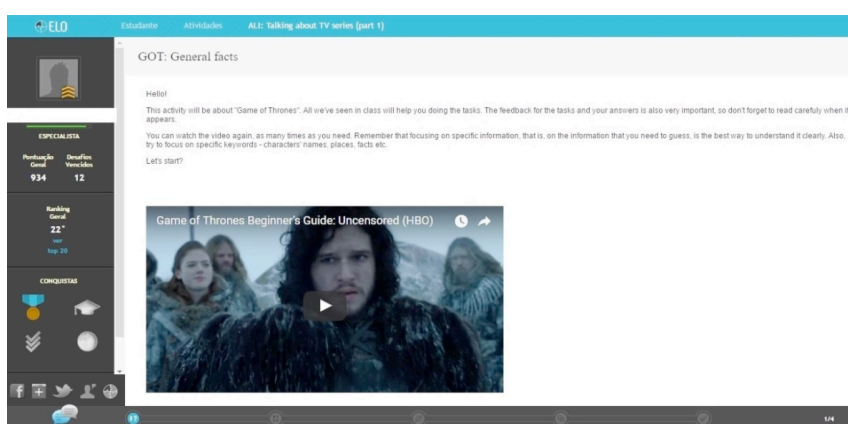 ELO
Estudante
Atividades
ALI: Talking about TV series (part 1)
GOT: General facts
Hello!
This activity will be about "Game of Thrones". All we've seen in class will help you doing the tasks. The feedback for the tasks and your answers is also very important, so don't forget to read carefully when it
appears.
You can watch the video again, as many times as you need. Remember that focusing on specific information, that is, on the information that you need to guess, is the best way to understand it clearly. Also,
try to focus on specific keywords - characters' names, places, facts etc.
Let's start?
Game of Thrones Beginner's Guide: Uncensored (HBO)
ESPECIALISTA
Pontuação Desafios
Geral Vencidos
934 12
Ranking
Geral
22°
ver
top 20
CONQUISTAS
1/4